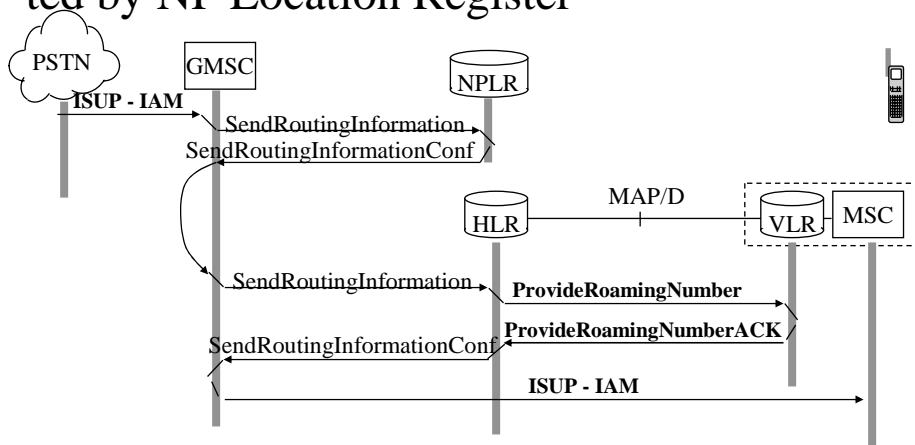 ted by NP Location Register
PSTN
GMSC
NPLR
ISUP - IAM
SendRoutingInformation
SendRoutingInformationConf
MAP/D
HLR
VLR
MSC
SendRoutingInformation
ProvideRoamingNumber
ProvideRoamingNumberACK
SendRoutingInformationConf
ISUP - IAM